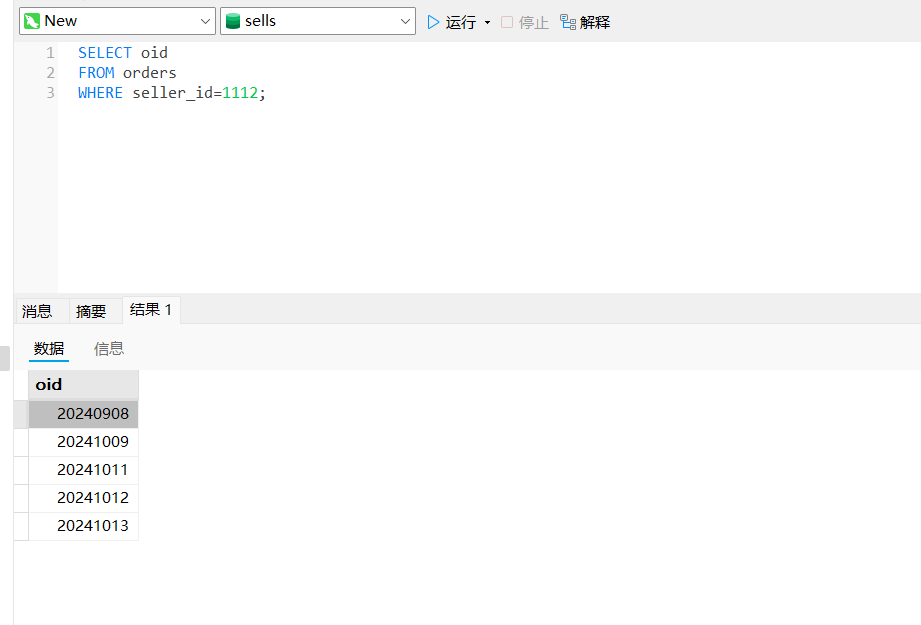 New sells 运行 停止 解释
1 SELECT oid
2 FROM orders
3 WHERE seller_id=1112;
消息 摘要 结果 1
数据 信息
oid
20240908
20241009
20241011
20241012
20241013